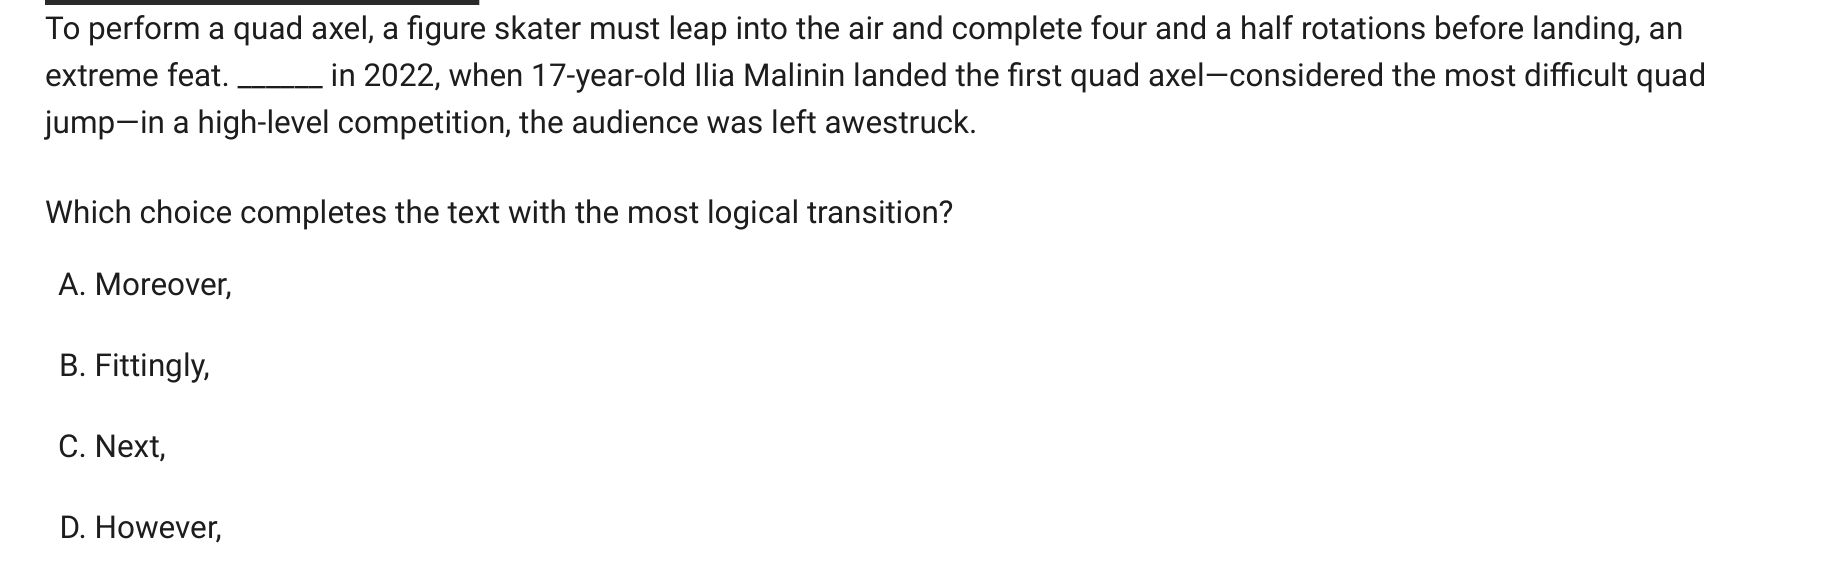 To perform a quad axel, a figure skater must leap into the air and complete four and a half rotations before landing, an
extreme feat. ______ in 2022, when 17-year-old Ilia Malinin landed the first quad axel—considered the most difficult quad
jump—in a high-level competition, the audience was left awestruck.
Which choice completes the text with the most logical transition?
A. Moreover,
B. Fittingly,
C. Next,
D. However,